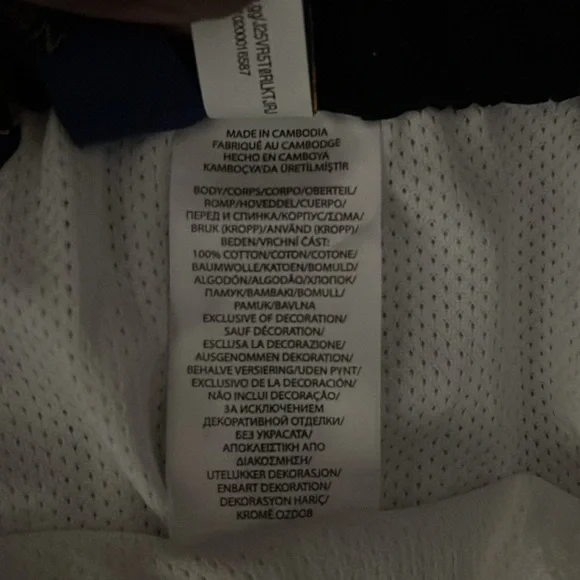 MADE IN CAMBODIA
FABRIQUÉ AU CAMBODGE
HECHO EN CAMBOYA
KAMBOÇYA'DA ÜRETİLMİŞTİR
BODY/CORPS/CORPO/OBERTEIL/
ROMP/HOVEDDEL/CUERPO/
ПЕРЕД И СПИНКА/КОРПУС/ΣΩΜΑ/
BRUK (KROPP)/ANVÄND (KROPP)/
BEDEN/VRCHNÍ ČÁST:
100% COTTON/COTON/COTONE/
BAUMWOLLE/KATOEN/BOMULD/
ALGODÓN/ALGODÃO/ХЛОПОК/
ПАМУК/ΒΑΜΒΑΚΙ/BOMULL/
PAMUK/BAVLNA
EXCLUSIVE OF DECORATION/
SAUF DÉCORATION/
ESCLUSA LA DECORAZIONE/
AUSGENOMMEN DEKORATION/
BEHALVE VERSIERING/UDEN PYNT/
EXCLUSIVO DE LA DECORACIÓN/
NÃO INCLUI DECORAÇÃO/
ЗА ИСКЛЮЧЕНИЕМ
ДЕКОРАТИВНОЙ ОТДЕЛКИ/
БЕЗ УКРАСАТА/
ΑΠΟΚΛΕΙΣΤΙΚΗ ΑΠΟ
ΔΙΑΚΟΣΜΗΣΗ/
UTELUKKER DEKORASJON/
ENBART DEKORATION/
DEKORASYON HARİÇ/
KROMĚ OZDOB